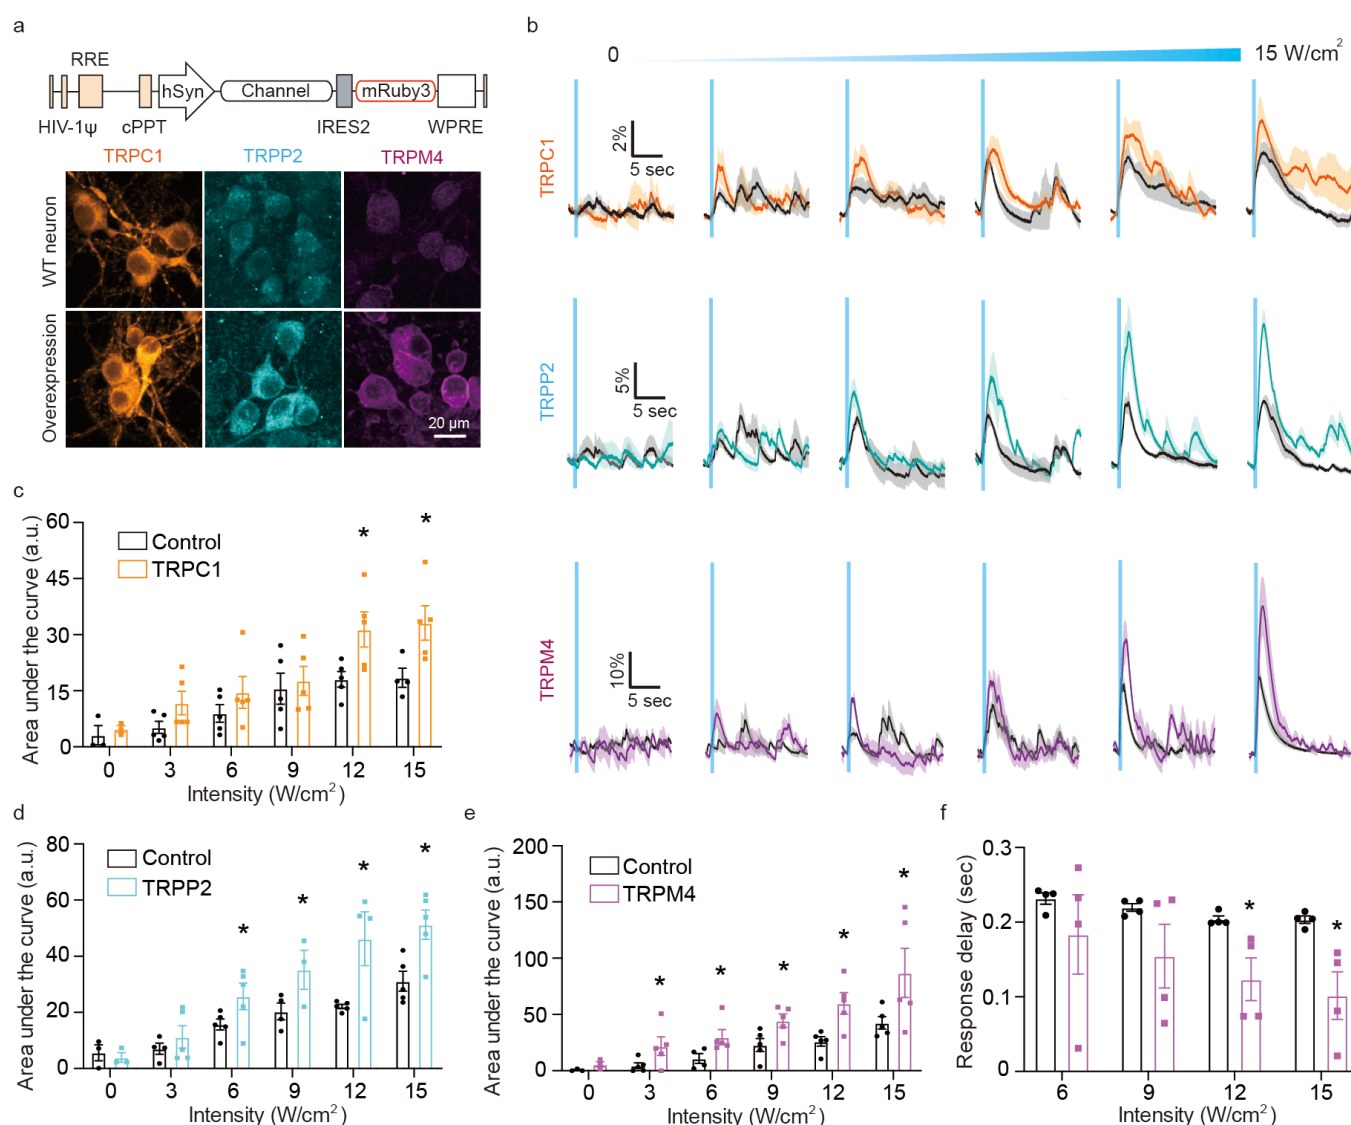 a
RRE
hSyn
Channel
mRuby3
HIV-1ψ
cPPT
IRES2
WPRE
TRPC1
TRPP2
TRPM4
WT neuron
Overexpression
20 µm
b
0
15 W/cm²
TRPC1
2%
5 sec
TRPP2
5%
5 sec
TRPM4
10%
5 sec
c
Area under the curve (a.u.)
60
45
30
15
0
Control
TRPC1
*
*
0 3 6 9 12 15
Intensity (W/cm²)
d
Area under the curve (a.u.)
80
60
40
20
0
Control
TRPP2
*
*
*
*
0 3 6 9 12 15
Intensity (W/cm²)
e
Area under the curve (a.u.)
200
150
100
50
0
Control
TRPM4
*
*
*
*
*
0 3 6 9 12 15
Intensity (W/cm²)
f
Response delay (sec)
0.3
0.2
0.1
0
*
*
6 9 12 15
Intensity (W/cm²)